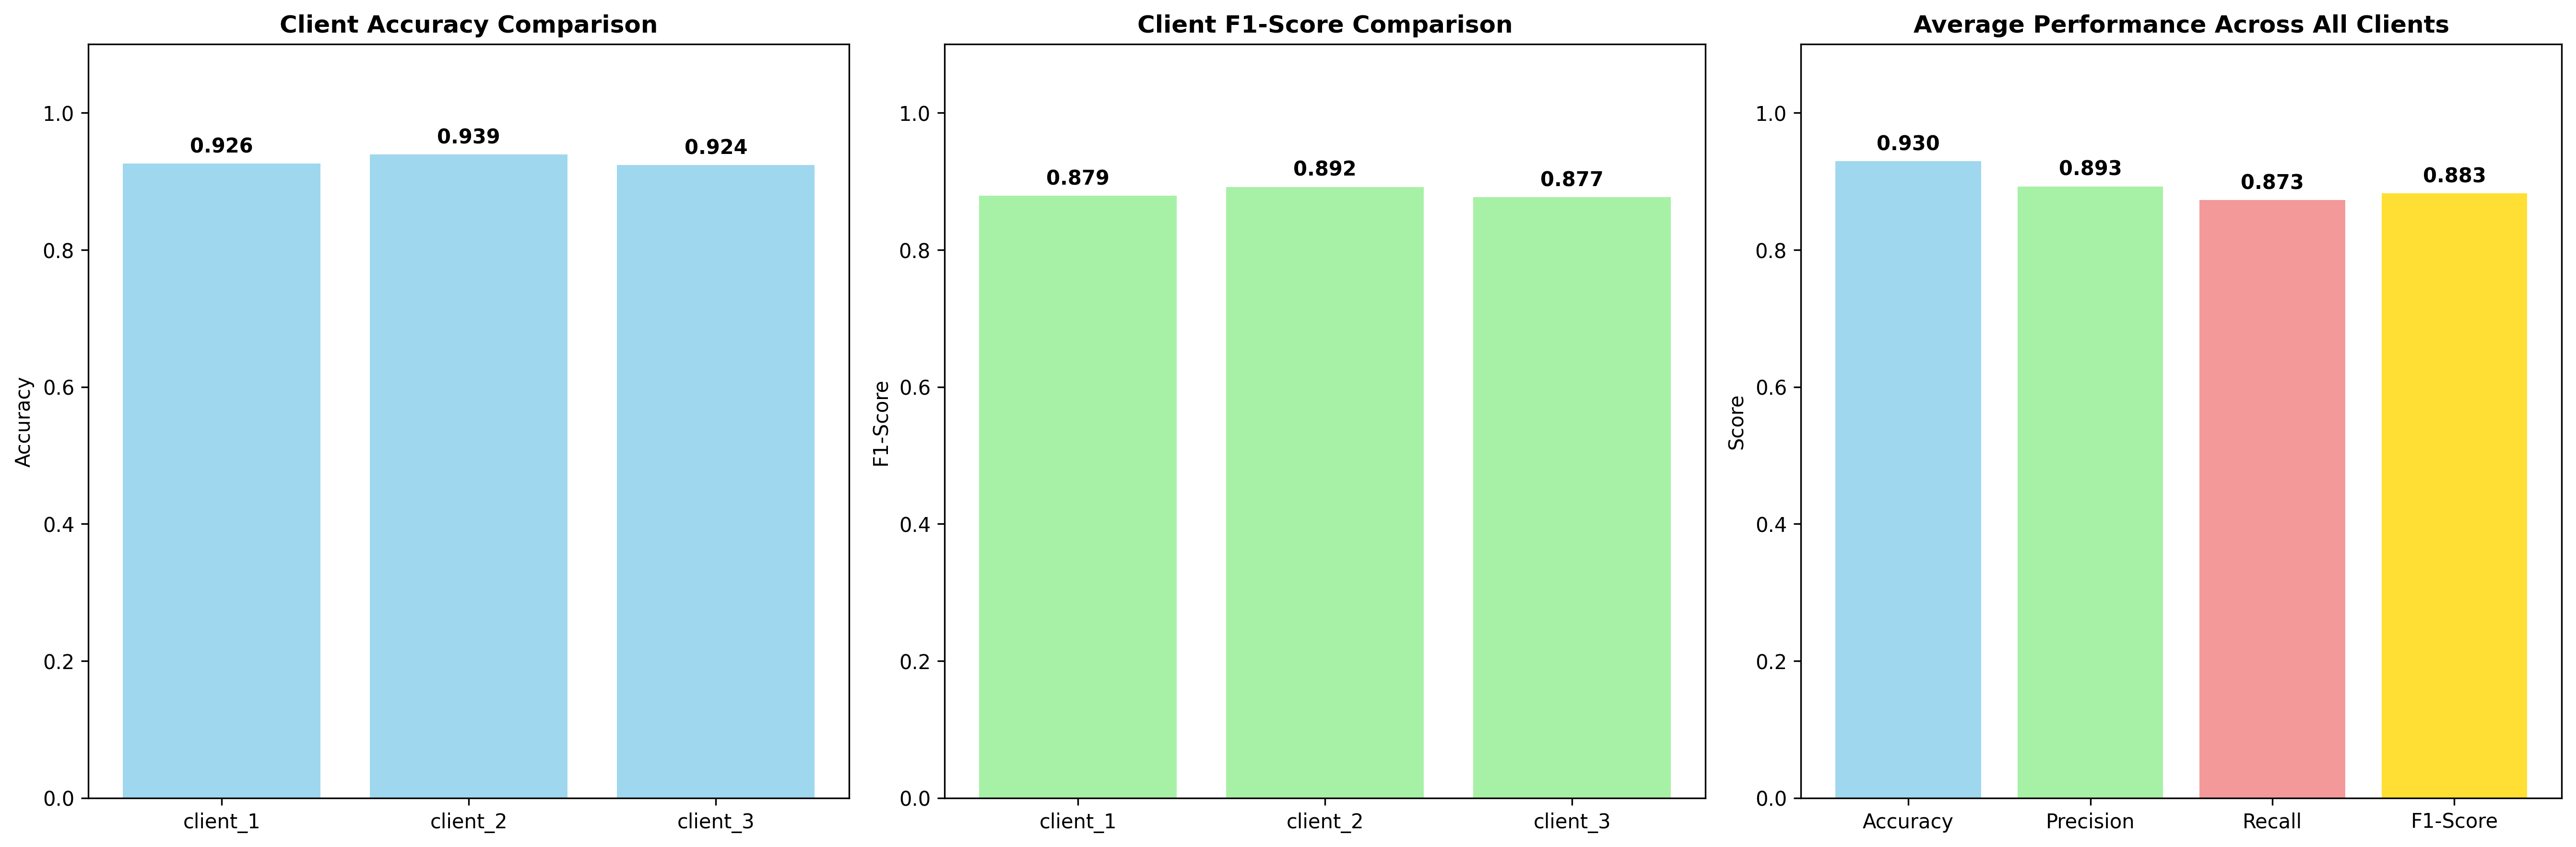 Client Accuracy Comparison
Accuracy
1.0
0.8
0.6
0.4
0.2
0.0
0.926
0.939
0.924
client_1
client_2
client_3
Client F1-Score Comparison
F1-Score
1.0
0.8
0.6
0.4
0.2
0.0
0.879
0.892
0.877
client_1
client_2
client_3
Average Performance Across All Clients
Score
1.0
0.8
0.6
0.4
0.2
0.0
0.930
0.893
0.873
0.883
Accuracy
Precision
Recall
F1-Score